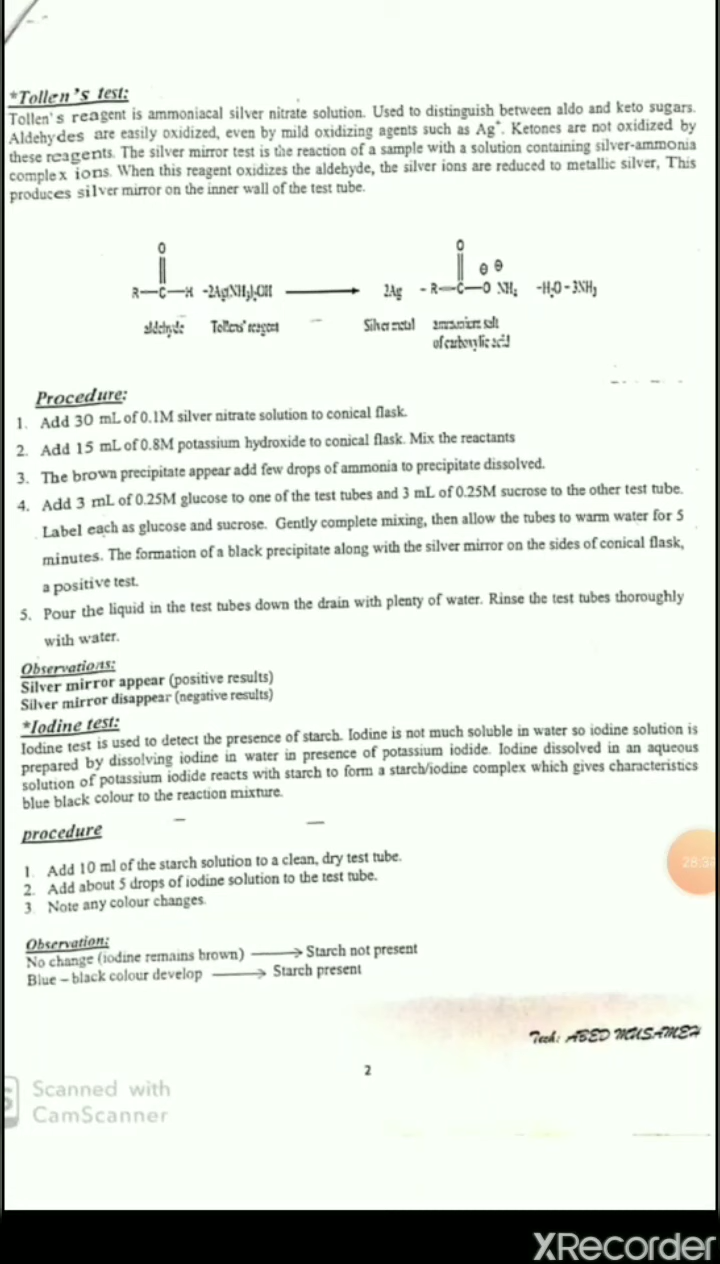 *Tollen's test:
Tollen's reagent is ammoniacal silver nitrate solution. Used to distinguish between aldo and keto sugars.
Aldehydes are easily oxidized, even by mild oxidizing agents such as Ag+. Ketones are not oxidized by
these reagents. The silver mirror test is the reaction of a sample with a solution containing silver-ammonia
complex ions. When this reagent oxidizes the aldehyde, the silver ions are reduced to metallic silver, This
produces silver mirror on the inner wall of the test tube.
O O
R—C—H 2Ag(NH3)2OH 2Ag R—C—O NH4 H2O 3NH3
aldehyde Tollens' reagent Silver metal ammonium salt
of carboxylic acid
Procedure:
1. Add 30 mL of 0.1M silver nitrate solution to conical flask.
2. Add 15 mL of 0.8M potassium hydroxide to conical flask. Mix the reactants
3. The brown precipitate appear add few drops of ammonia to precipitate dissolved.
4. Add 3 mL of 0.25M glucose to one of the test tubes and 3 mL of 0.25M sucrose to the other test tube.
Label each as glucose and sucrose. Gently complete mixing, then allow the tubes to warm water for 5
minutes. The formation of a black precipitate along with the silver mirror on the sides of conical flask,
a positive test.
5. Pour the liquid in the test tubes down the drain with plenty of water. Rinse the test tubes thoroughly
with water.
Observations:
Silver mirror appear (positive results)
Silver mirror disappear (negative results)
*Iodine test:
Iodine test is used to detect the presence of starch. Iodine is not much soluble in water so iodine solution is
prepared by dissolving iodine in water in presence of potassium iodide. Iodine dissolved in an aqueous
solution of potassium iodide reacts with starch to form a starch/iodine complex which gives characteristics
blue black colour to the reaction mixture.
procedure
1. Add 10 ml of the starch solution to a clean, dry test tube.
2. Add about 5 drops of iodine solution to the test tube.
3 Note any colour changes.
Observation:
No change (iodine remains brown) → Starch not present
Blue – black colour develop → Starch present
Tech: ABED MUSAMEH
2
Scanned with
CamScanner
XRecorder